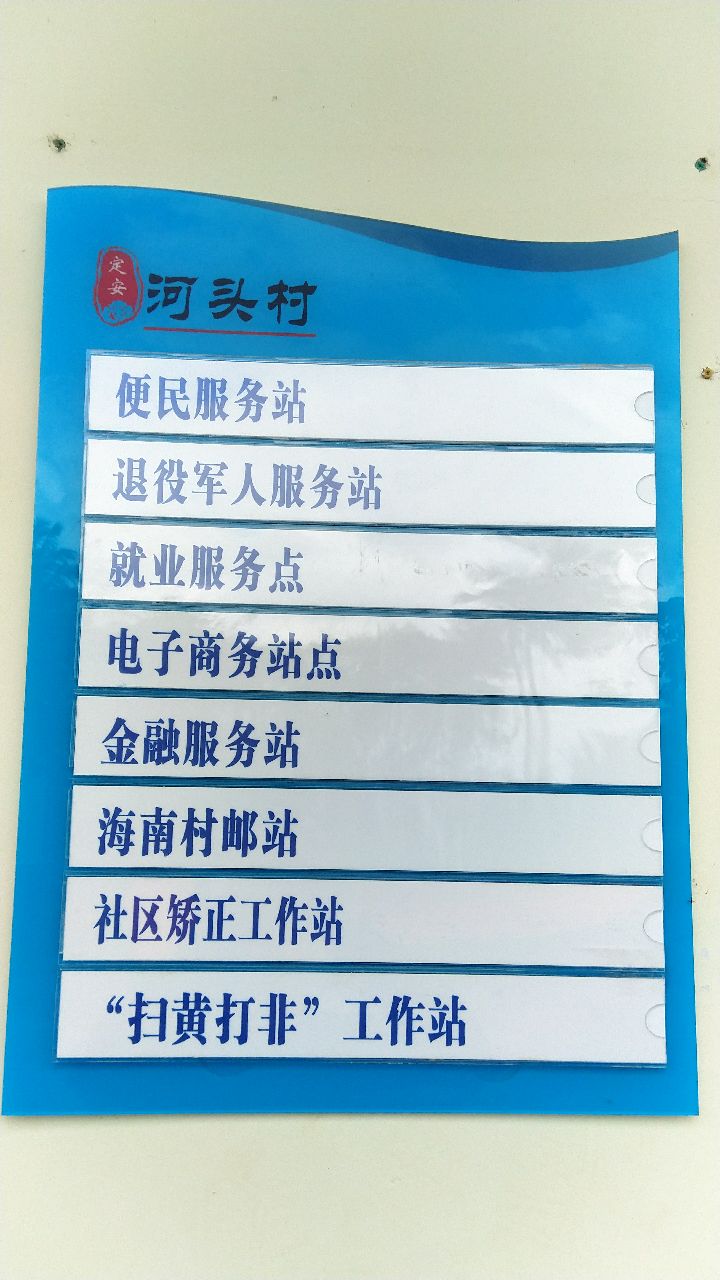 定安
河头村
便民服务站
退役军人服务站
就业服务点
电子商务站点
金融服务站
海南村邮站
社区矫正工作站
“扫黄打非”工作站